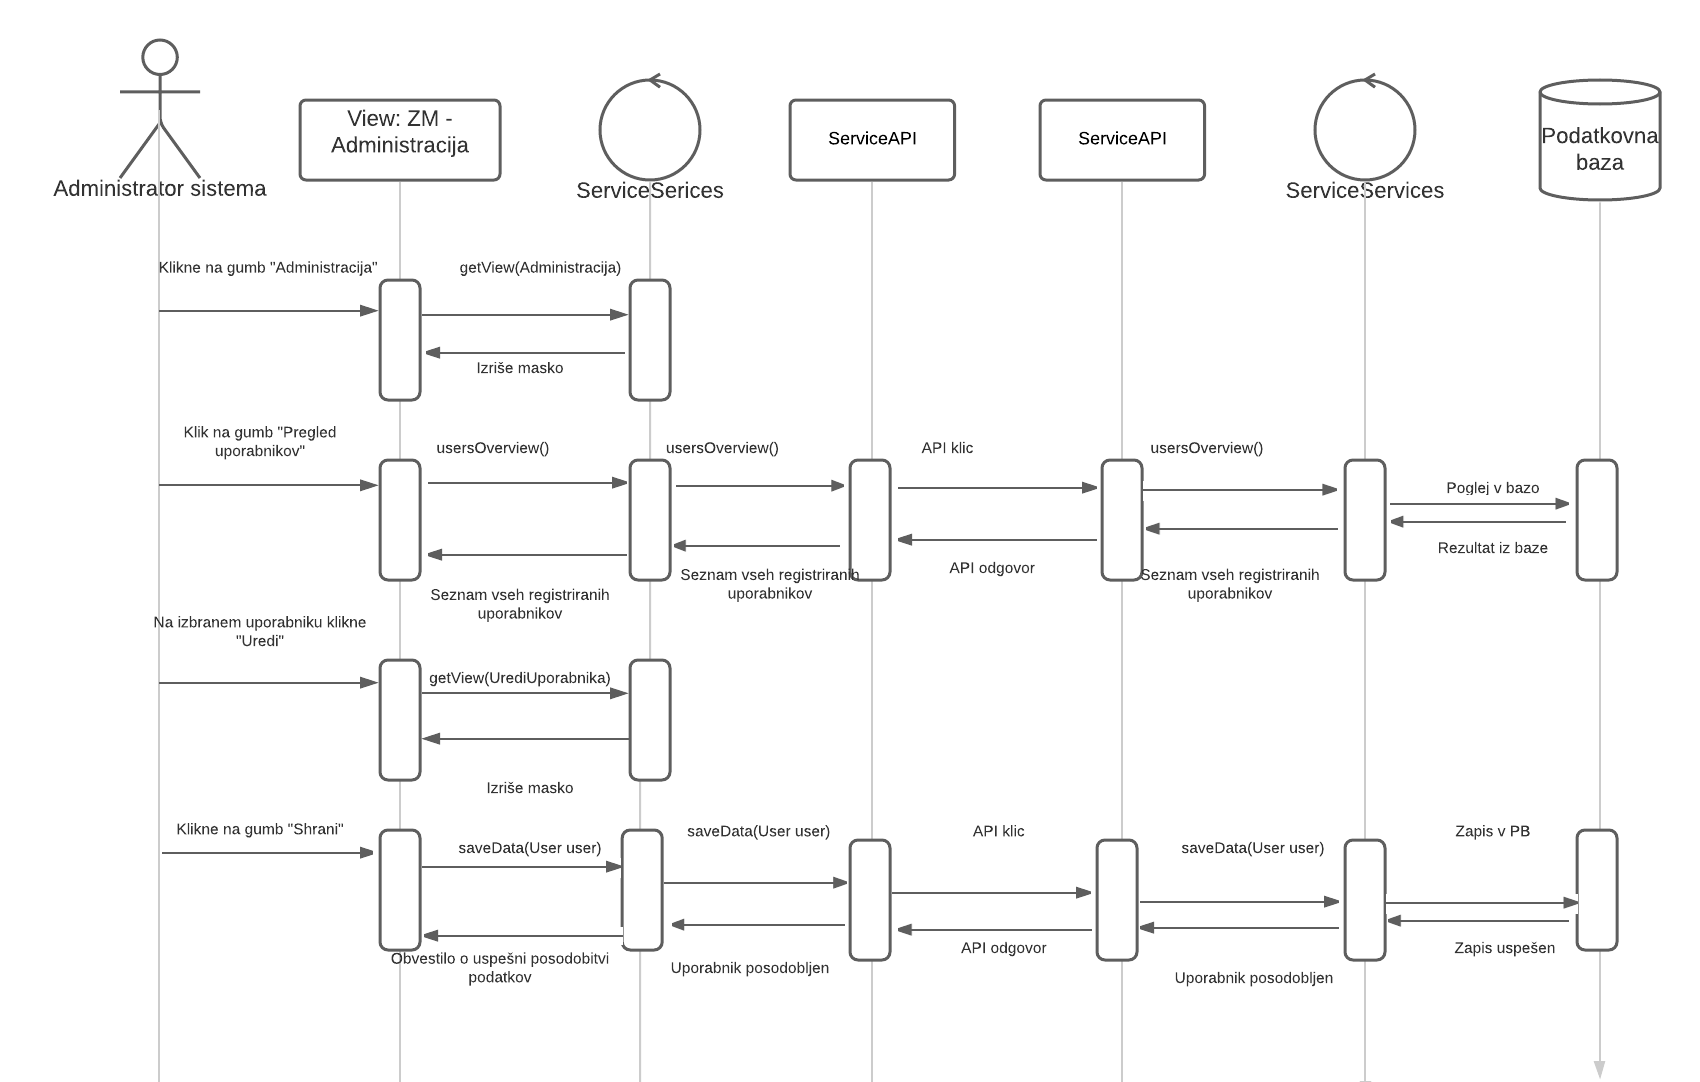 View: ZM -
Administracija
ServiceAPI
ServiceAPI
Podatkovna
baza
Administrator sistema
ServiceSerices
ServiceServices
Klikne na gumb "Administracija"
getView(Administracija)
Izriše masko
Klik na gumb "Pregled
uporabnikov"
usersOverview()
usersOverview()
API klic
usersOverview()
Poglej v bazo
Rezultat iz baze
API odgovor
Seznam vseh registriranih
uporabnikov
Seznam vseh registriranih
uporabnikov
Seznam vseh registriranih
uporabnikov
Na izbranem uporabniku klikne
"Uredi"
getView(UrediUporabnika)
Izriše masko
Klikne na gumb "Shrani"
saveData(User user)
saveData(User user)
API klic
saveData(User user)
Zapis v PB
Obvestilo o uspešni posodobitvi
podatkov
Uporabnik posodobljen
API odgovor
Uporabnik posodobljen
Zapis uspešen